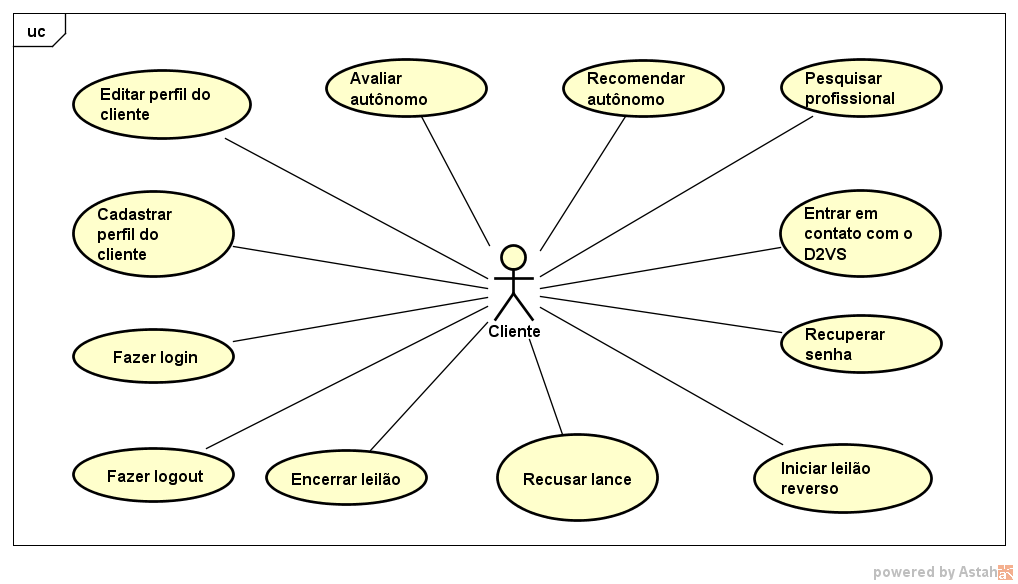 uc
Editar perfil do
cliente
Avaliar
autônomo
Recomendar
autônomo
Pesquisar
profissional
Cadastrar
perfil do
cliente
Entrar em
contato com o
D2VS
Cliente
Fazer login
Recuperar
senha
Fazer logout
Encerrar leilão
Recusar lance
Iniciar leilão
reverso
powered by Astah